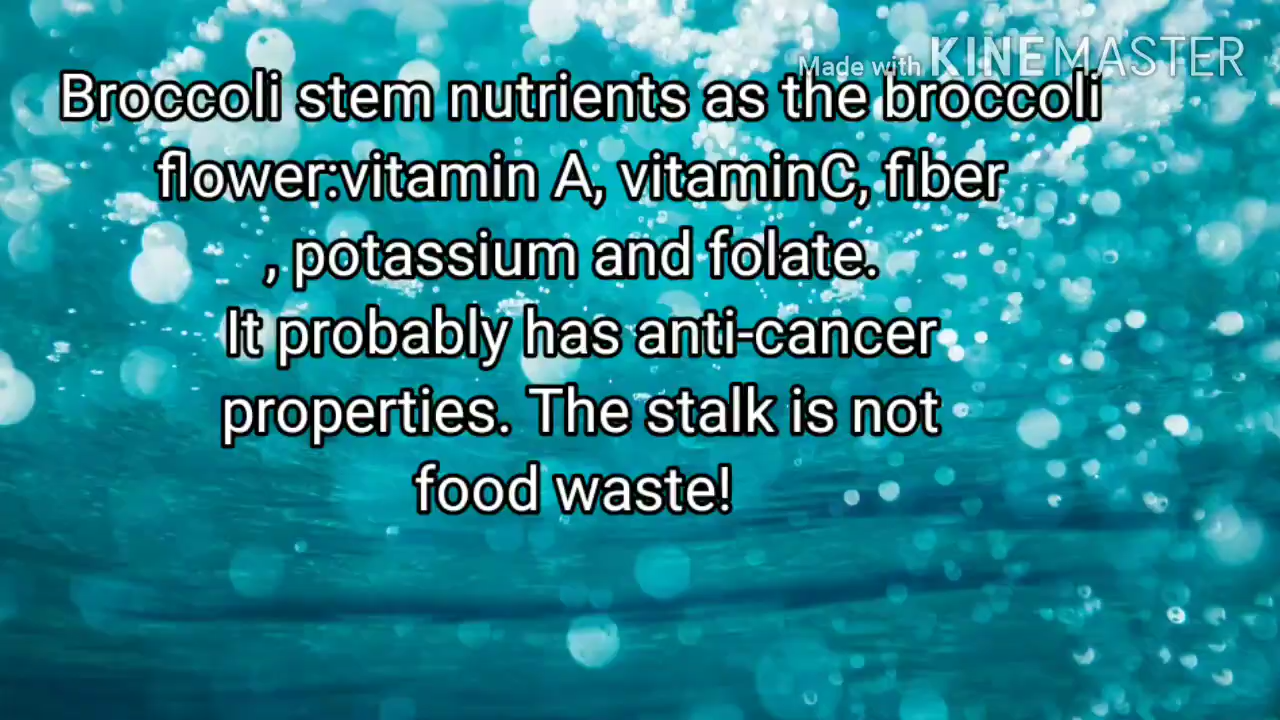 Made with KINEMASTER
Broccoli stem nutrients as the broccoli
flower:vitamin A, vitaminC, fiber
, potassium and folate.
It probably has anti-cancer
properties. The stalk is not
food waste!